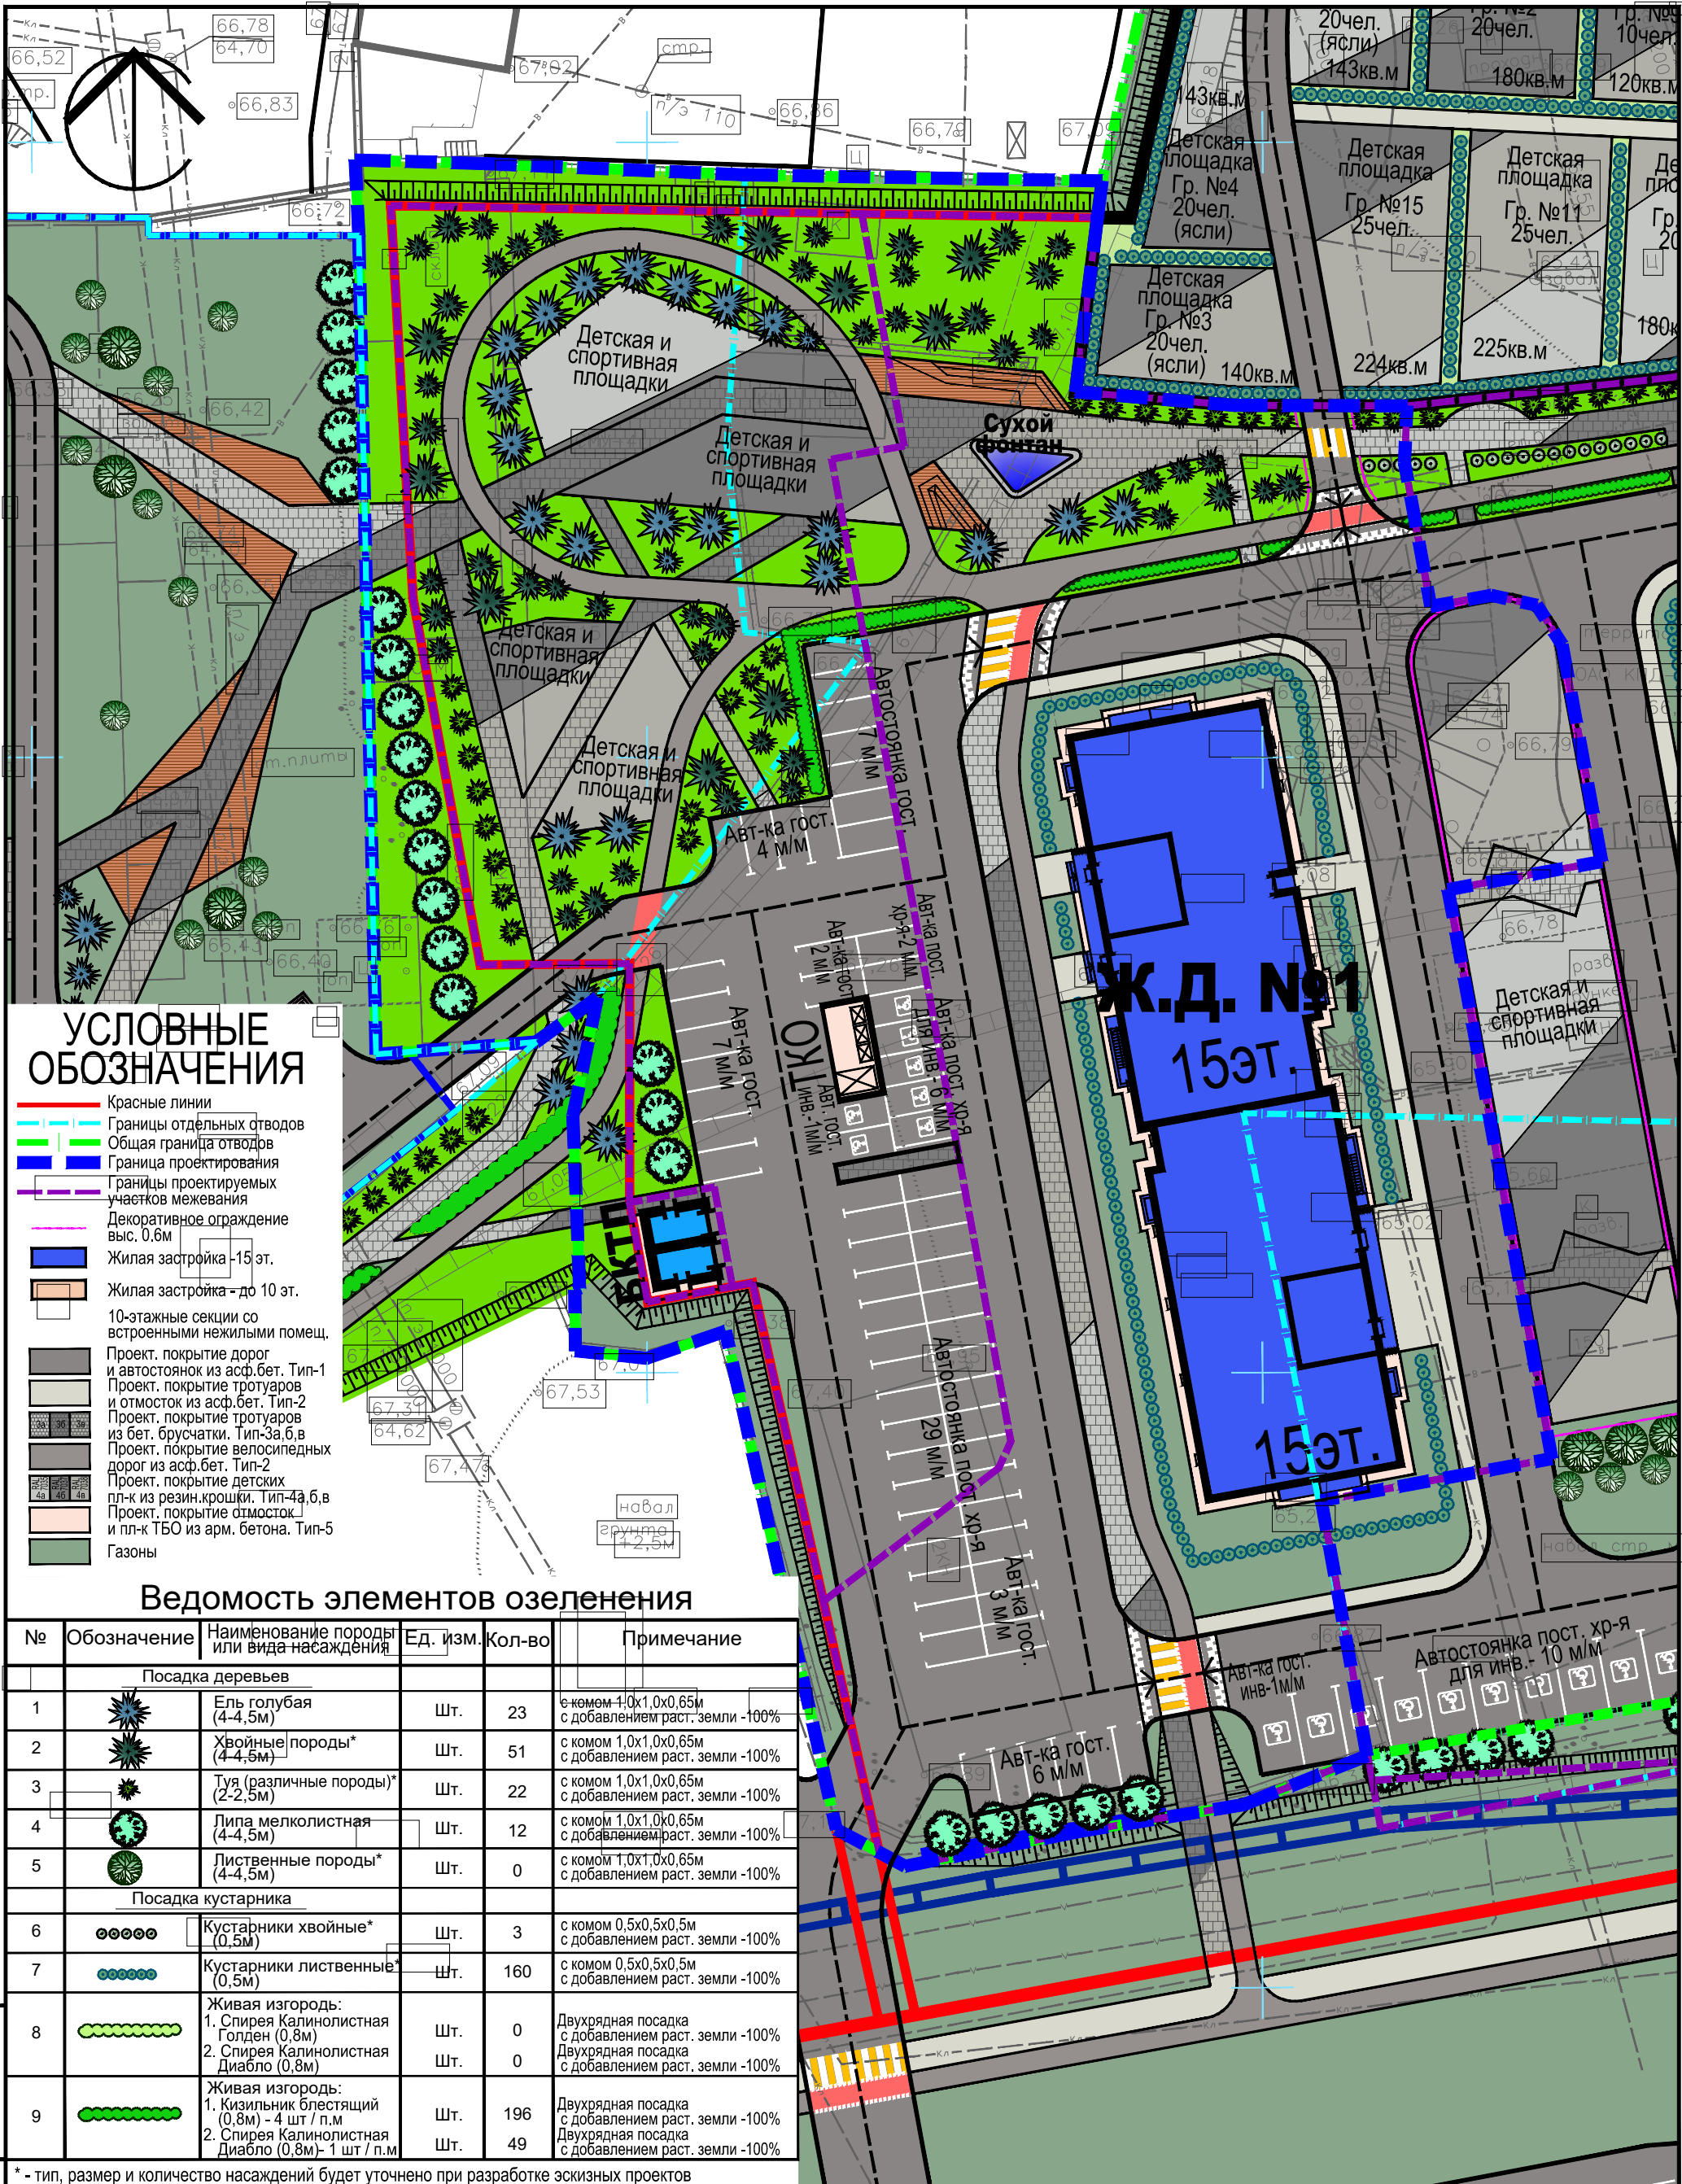 66,78
64,70
66,52
66,83
67,02
стр.
п/э 110
66,86
66,79
Ц
66,72
20чел.
(ясли)
143кв.м
Гр. №2
20чел.
180кв.м
Гр. №9
10чел.
120кв.м
143кв.м
Детская
площадка
Гр. №4
20чел.
(ясли)
Детская
площадка
Гр. №15
25чел.
Детская
площадка
Гр. №11
25чел.
Детская
площадка
Гр. №3
20чел.
(ясли)
140кв.м
224кв.м
225кв.м
Детская и
спортивная
площадки
Детская и
спортивная
площадки
Сухой
фонтан
66,42
Детская и
спортивная
площадки
Детская и
спортивная
площадки
т.плиты
Автостоянка гост.
7 м/м
Авт-ка гост.
4 м/м
66,79
66,78
66,43
66,40
Авт-ка гост.
2 м/м
Авт-ка пост.
хр-я-2 м/м
Авт-ка гост.
7 м/м
ТКО
Авт. гост.
инв.-1м/м
Авт-ка пост. хр-я
для инв.- 6 м/м
Ж.Д. №1
15эт.
15эт.
Детская и
спортивная
площадки
БКТП
67,53
67,31
64,62
67,47
навал
грунта
+2,5м
Автостоянка пост. хр-я
29 м/м
Авт-ка гост.
3 м/м
Авт-ка гост.
инв-1м/м
Автостоянка пост. хр-я
для инв.- 10 м/м
Авт-ка гост.
6 м/м
УСЛОВНЫЕ
ОБОЗНАЧЕНИЯ
Красные линии
Границы отдельных отводов
Общая граница отводов
Граница проектирования
Границы проектируемых
участков межевания
Декоративное ограждение
выс. 0,6м
Жилая застройка -15 эт.
Жилая застройка - до 10 эт.
10-этажные секции со
встроенными нежилыми помещ.
Проект. покрытие дорог
и автостоянок из асф.бет. Тип-1
Проект. покрытие тротуаров
и отмосток из асф.бет. Тип-2
Проект. покрытие тротуаров
из бет. брусчатки. Тип-3а,б,в
Проект. покрытие велосипедных
дорог из асф.бет. Тип-2
Проект. покрытие детских
пл-к из резин.крошки. Тип-4а,б,в
Проект. покрытие отмосток
и пл-к ТБО из арм. бетона. Тип-5
Газоны
Ведомость элементов озеленения
№ Обозначение Наименование породы или вида насаждения Ед. изм. Кол-во Примечание
Посадка деревьев
1 Ель голубая Шт. 23 с комом 1,0х1,0х0,65м
(4-4,5м) с добавлением раст. земли -100%
2 Хвойные породы* Шт. 51 с комом 1,0х1,0х0,65м
(4-4,5м) с добавлением раст. земли -100%
3 Туя (различные породы)* Шт. 22 с комом 1,0х1,0х0,65м
(2-2,5м) с добавлением раст. земли -100%
4 Липа мелколистная Шт. 12 с комом 1,0х1,0х0,65м
(4-4,5м) с добавлением раст. земли -100%
5 Лиственные породы* Шт. 0 с комом 1,0х1,0х0,65м
(4-4,5м) с добавлением раст. земли -100%
Посадка кустарника
6 Кустарники хвойные* Шт. 3 с комом 0,5х0,5х0,5м
(0,5м) с добавлением раст. земли -100%
7 Кустарники лиственные* Шт. 160 с комом 0,5х0,5х0,5м
(0,5м) с добавлением раст. земли -100%
8 Живая изгородь:
1. Спирея Калинолистная Шт. 0 Двухрядная посадка
Голден (0,8м) с добавлением раст. земли -100%
2. Спирея Калинолистная Шт. 0 Двухрядная посадка
Диабло (0,8м) с добавлением раст. земли -100%
9 Живая изгородь:
1. Кизильник блестящий Шт. 196 Двухрядная посадка
(0,8м) - 4 шт / п.м с добавлением раст. земли -100%
2. Спирея Калинолистная Шт. 49 Двухрядная посадка
Диабло (0,8м)- 1 шт / п.м с добавлением раст. земли -100%
* - тип, размер и количество насаждений будет уточнено при разработке эскизных проектов